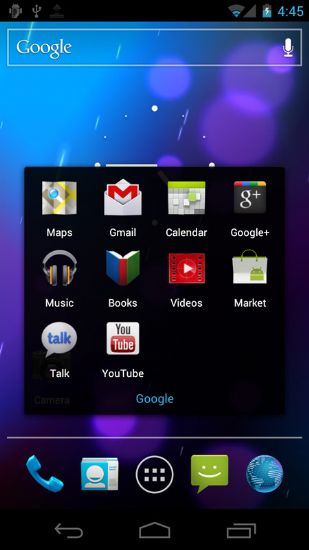 4:45
Google
Maps
Gmail
Calendar
Google+
g+
Music
Books
Videos
Market
talk
You
Tube
Talk
YouTube
Camera
Google